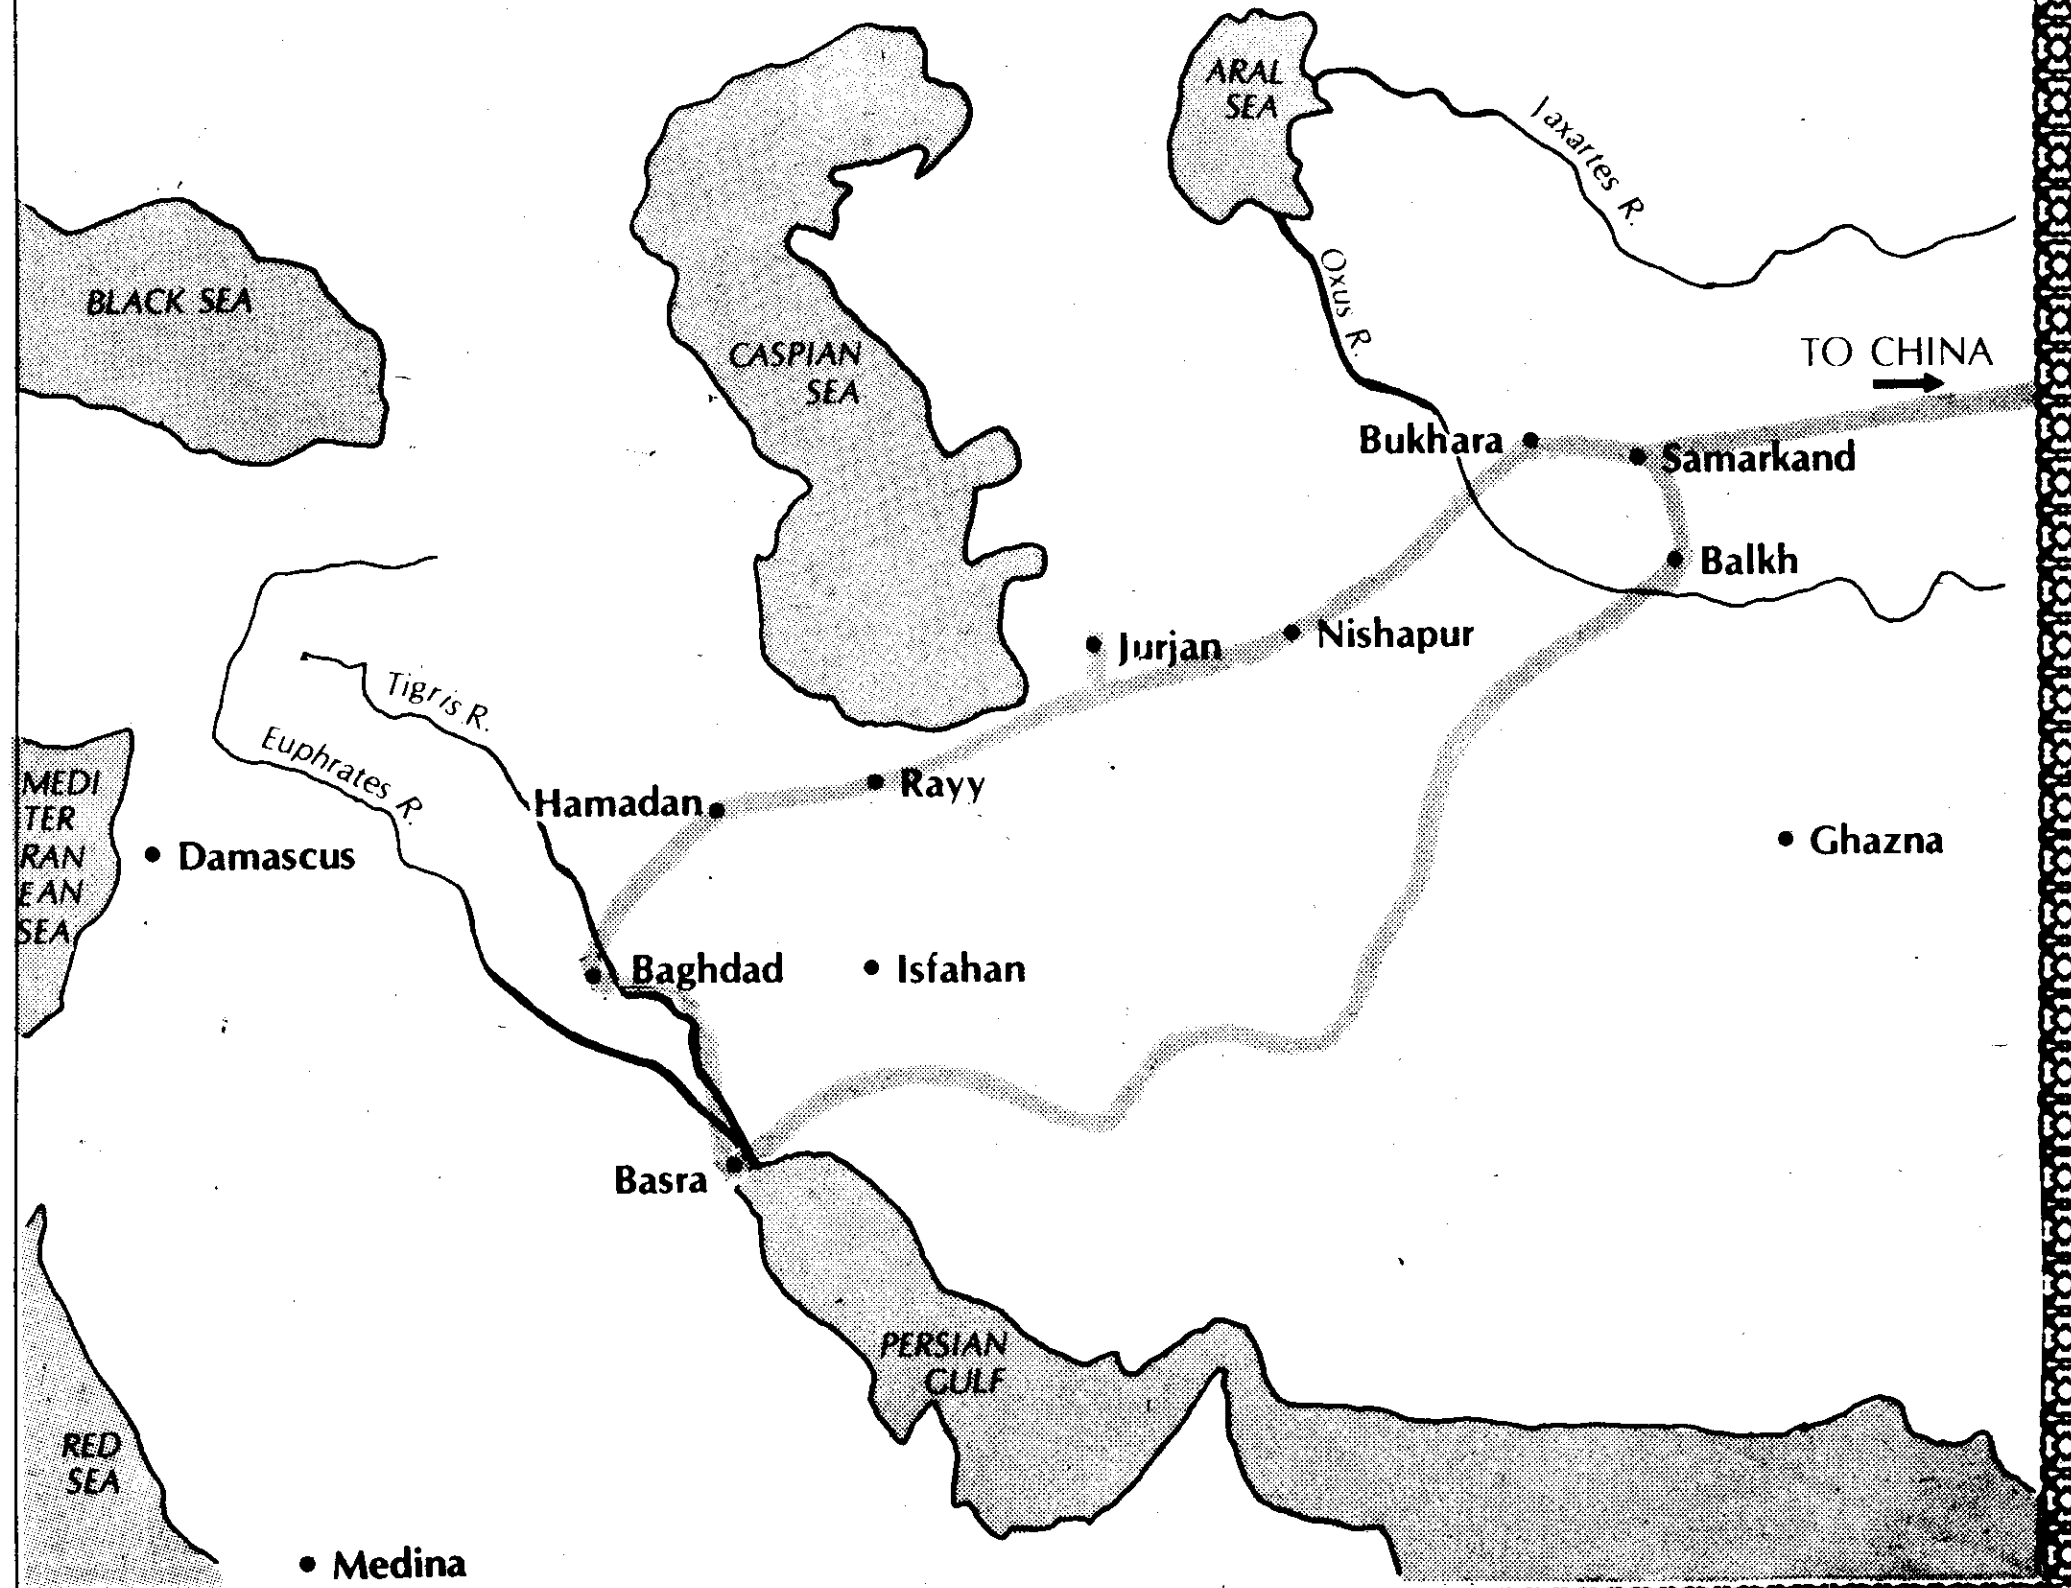 ARAL
SEA
Jaxartes R.
BLACK SEA
Oxus R.
CASPIAN
SEA
TO CHINA
Bukhara
Samarkand
Balkh
Jurjan
Nishapur
Tigris R.
Euphrates R.
Hamadan
Rayy
MEDI
TER
RAN
EAN
SEA
Damascus
Ghazna
Baghdad
Isfahan
Basra
PERSIAN
GULF
RED
SEA
Medina